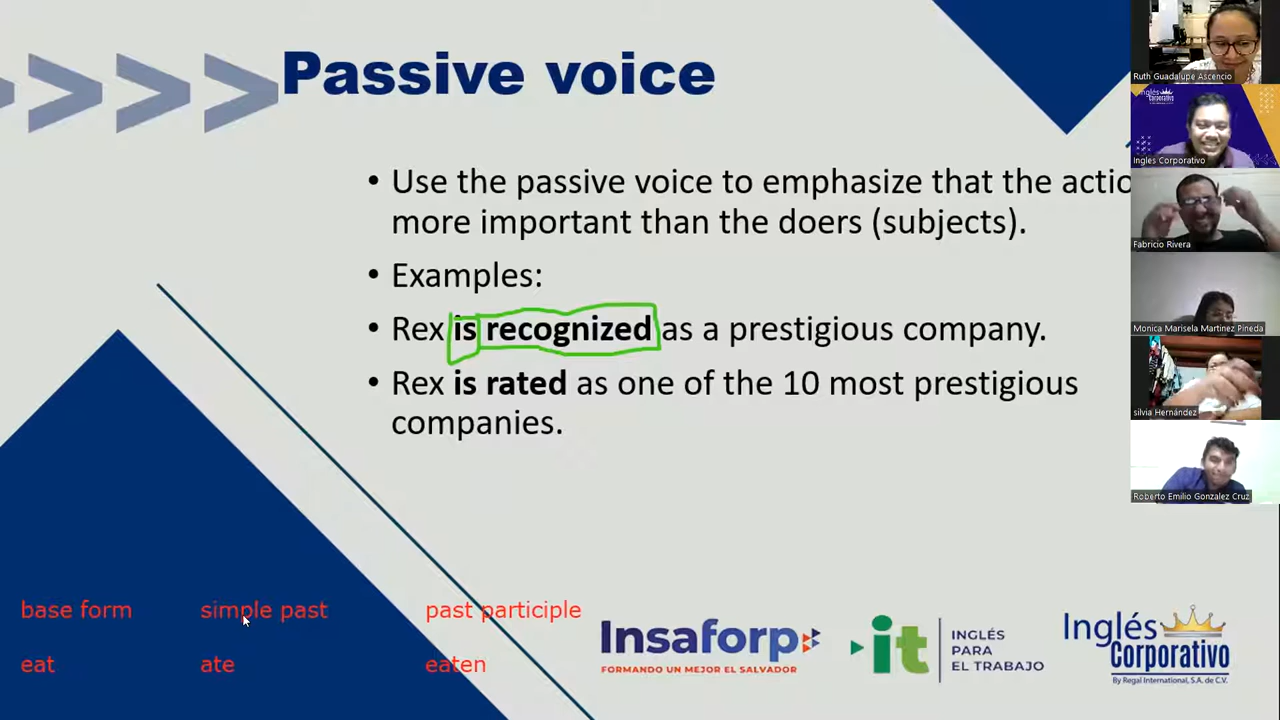 Passive voice
• Use the passive voice to emphasize that the actio
more important than the doers (subjects).
• Examples:
• Rex is recognized as a prestigious company.
• Rex is rated as one of the 10 most prestigious
companies.
base form simple past past participle
eat ate eaten
Insaforp
FORMANDO UN MEJOR EL SALVADOR
it
INGLÉS
PARA
EL TRABAJO
Inglés
Corporativo
By Regal International, S.A. de C.V.
Ruth Guadalupe Ascencio
Inglés
Corporativo
Ingles Corporativo
Fabricio Rivera
Monica Marisela Martinez Pineda
silvia Hernández
Roberto Emilio Gonzalez Cruz